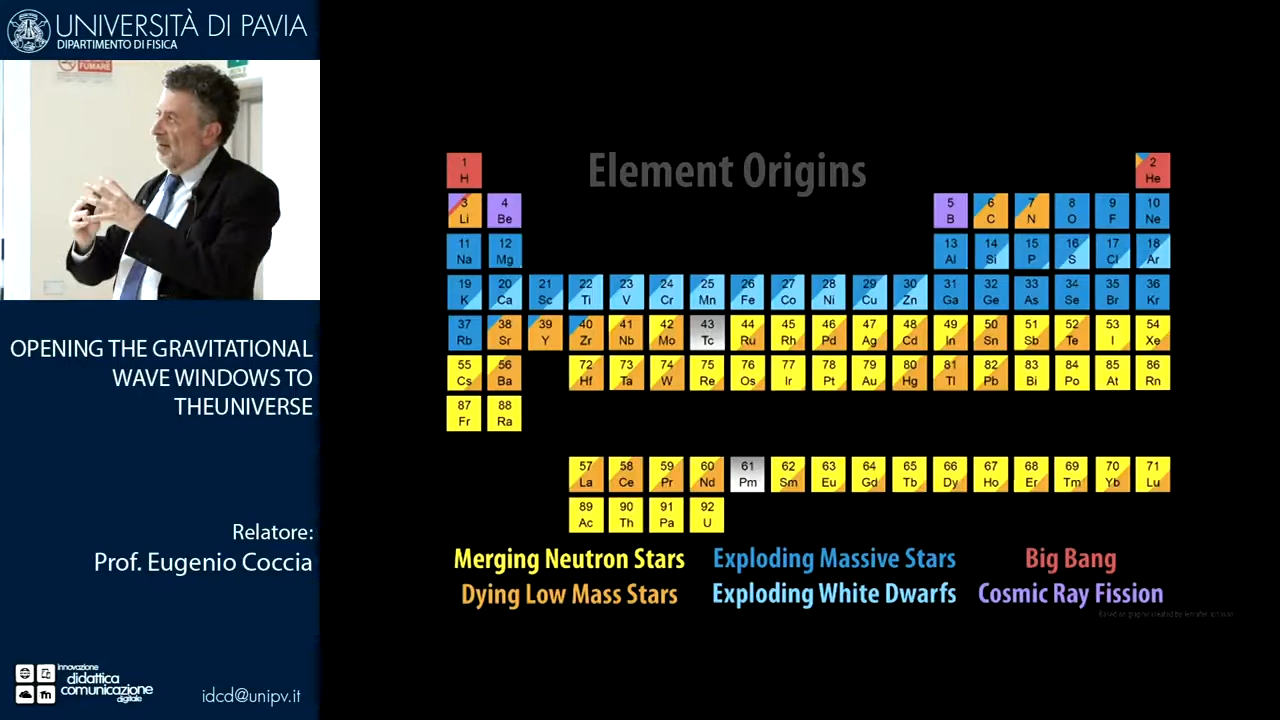 UNIVERSITÀ DI PAVIA
DIPARTIMENTO DI FISICA
FUMARE
OPENING THE GRAVITATIONAL
WAVE WINDOWS TO
THEUNIVERSE
Relatore:
Prof. Eugenio Coccia
innovazione
didattica
comunicazione
digitale
idcd@unipv.it
Element Origins
1 2
H He
3 4 5 6 7 8 9 10
Li Be B C N O F Ne
11 12 13 14 15 16 17 18
Na Mg Al Si P S Cl Ar
19 20 21 22 23 24 25 26 27 28 29 30 31 32 33 34 35 36
K Ca Sc Ti V Cr Mn Fe Co Ni Cu Zn Ga Ge As Se Br Kr
37 38 39 40 41 42 43 44 45 46 47 48 49 50 51 52 53 54
Rb Sr Y Zr Nb Mo Tc Ru Rh Pd Ag Cd In Sn Sb Te I Xe
55 56 72 73 74 75 76 77 78 79 80 81 82 83 84 85 86
Cs Ba Hf Ta W Re Os Ir Pt Au Hg Tl Pb Bi Po At Rn
87 88
Fr Ra
57 58 59 60 61 62 63 64 65 66 67 68 69 70 71
La Ce Pr Nd Pm Sm Eu Gd Tb Dy Ho Er Tm Yb Lu
89 90 91 92
Ac Th Pa U
Merging Neutron Stars Exploding Massive Stars Big Bang
Dying Low Mass Stars Exploding White Dwarfs Cosmic Ray Fission
Based on graphic created by Jennifer Johnson